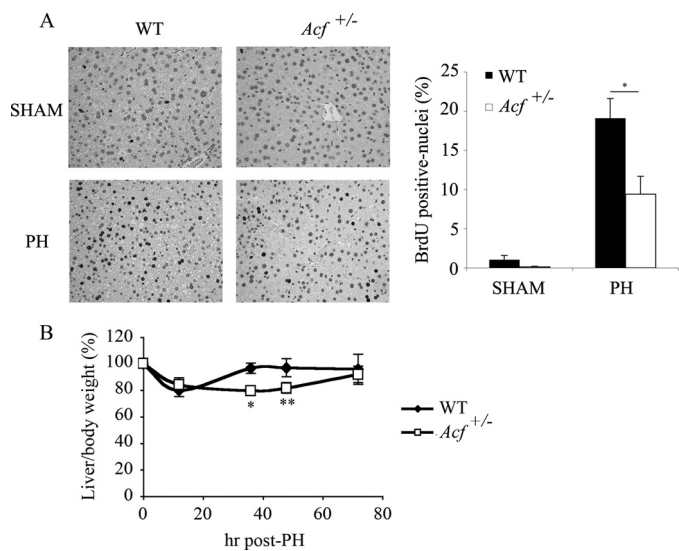 A
WT
Acf +/-
SHAM
PH
BrdU positive-nuclei (%)
25
20
15
10
5
0
WT
Acf +/-
*
SHAM
PH
B
Liver/body weight (%)
120
100
80
60
40
20
0
*
**
0
20
40
60
80
hr post-PH
WT
Acf +/-